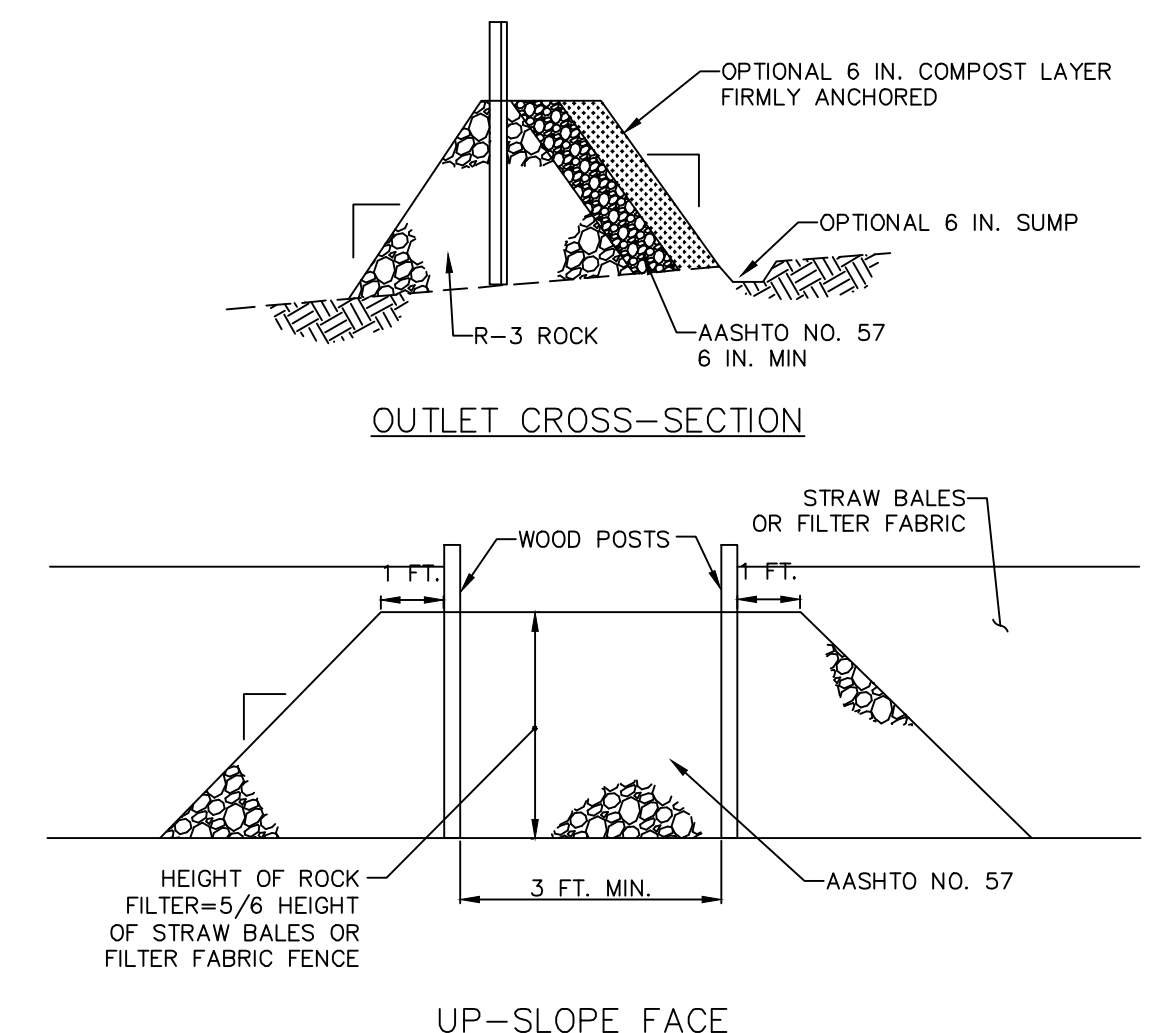 OPTIONAL 6 IN. COMPOST LAYER
FIRMLY ANCHORED
OPTIONAL 6 IN. SUMP
R-3 ROCK
AASHTO NO. 57
6 IN. MIN
OUTLET CROSS-SECTION
STRAW BALES
OR FILTER FABRIC
WOOD POSTS
1 FT.
1 FT.
HEIGHT OF ROCK
FILTER=5/6 HEIGHT
OF STRAW BALES OR
FILTER FABRIC FENCE
3 FT. MIN.
AASHTO NO. 57
UP-SLOPE FACE